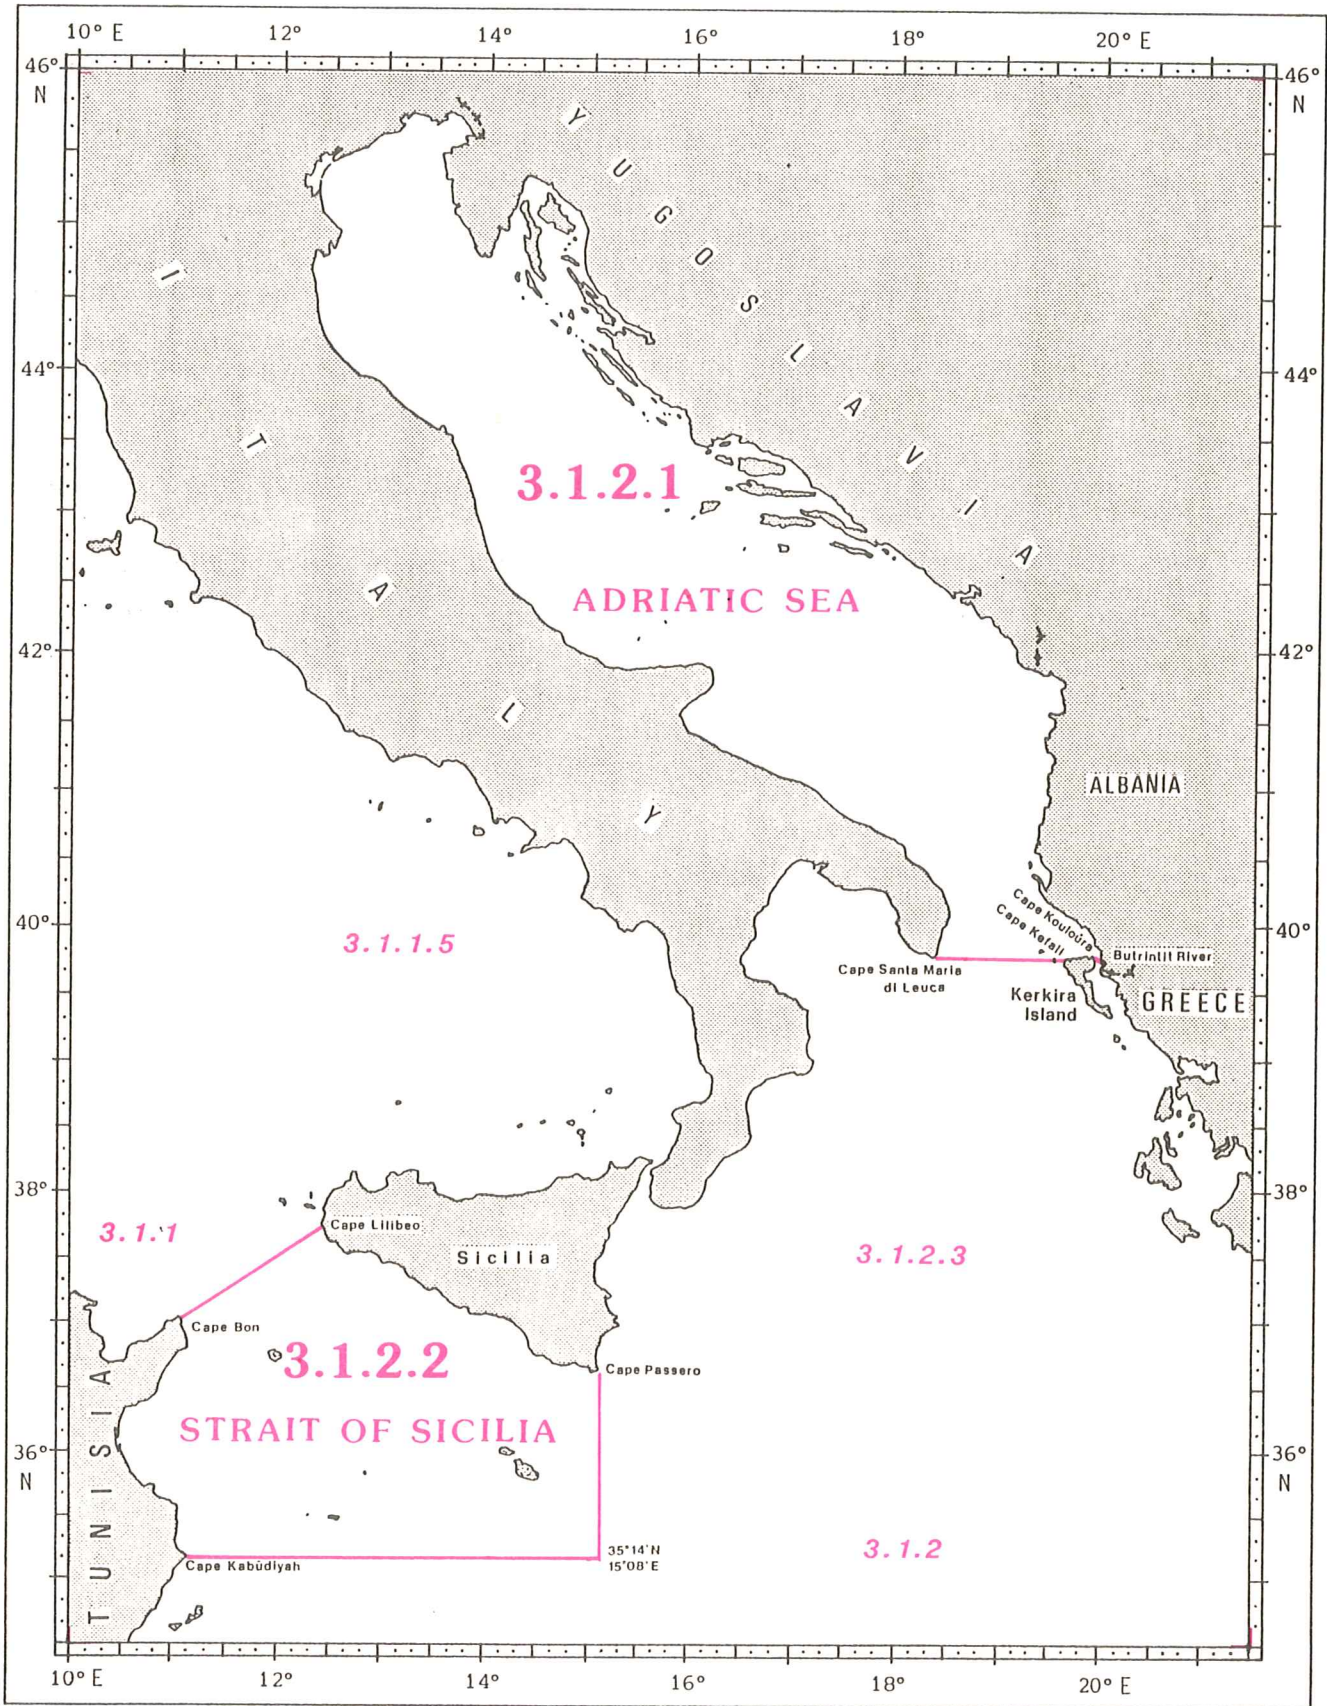 10° E 12° 14° 16° 18° 20° E
46° 46°
N N
YUGOSLAVIA
ITALY
44° 44°
3.1.2.1
ADRIATIC SEA
42° 42°
ALBANIA
40° 40°
3.1.1.5
Cape Kouloúra
Cape Kefali
Butrintit River
Cape Santa Maria
di Leuca
Kerkira
Island
GREECE
38° 38°
3.1.1
Cape Lilibeo
Sicilia
3.1.2.3
Cape Bon
3.1.2.2
Cape Passero
STRAIT OF SICILIA
36° 36°
N N
TUNISIA
35°14'N
15°08'E
3.1.2
Cape Kabūdiyah
10° E 12° 14° 16° 18° 20° E